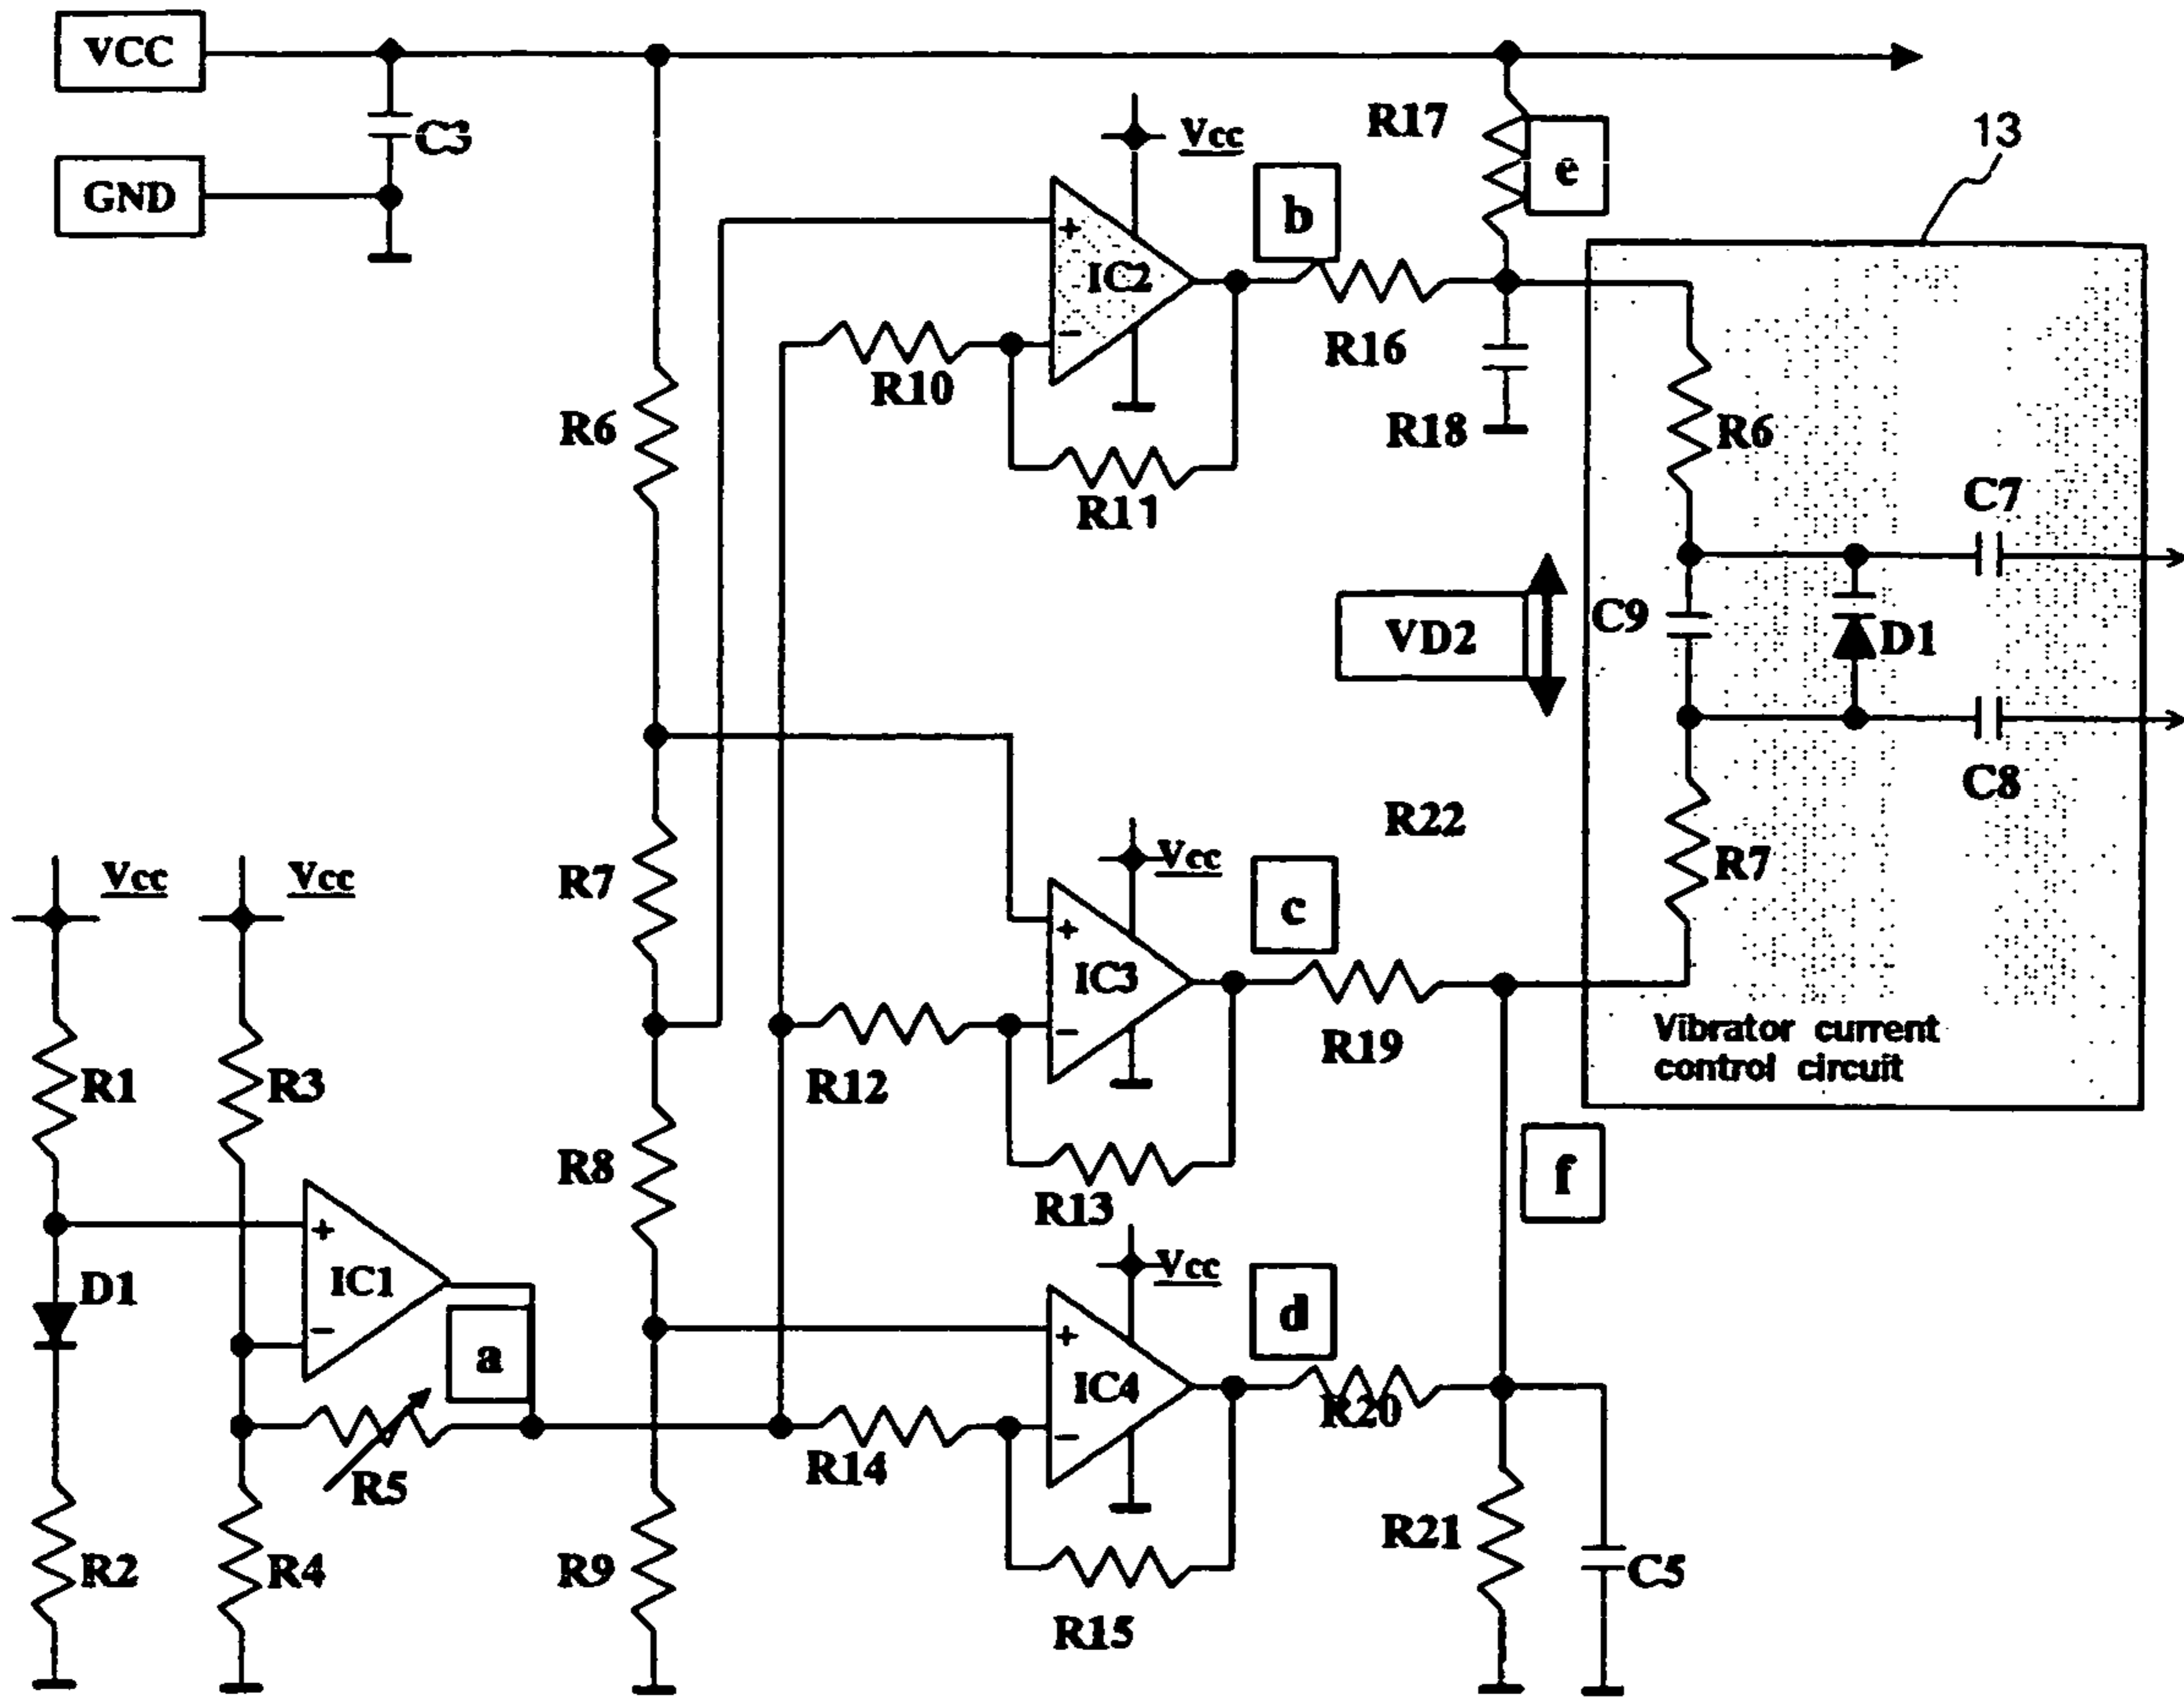 VCC
C3
GND
Vcc
b
R17
e
13
+
IC2
−
R10
R16
R18
R11
R6
R6
C7
C9
VD2
D1
C8
R22
R7
R7
Vcc
Vcc
Vcc
c
+
IC3
−
R12
R19
R13
Vibrator current
control circuit
R1
R3
R8
f
+
IC1
−
D1
a
Vcc
d
+
IC4
−
R20
R5
R14
R15
R2
R4
R9
R21
C5